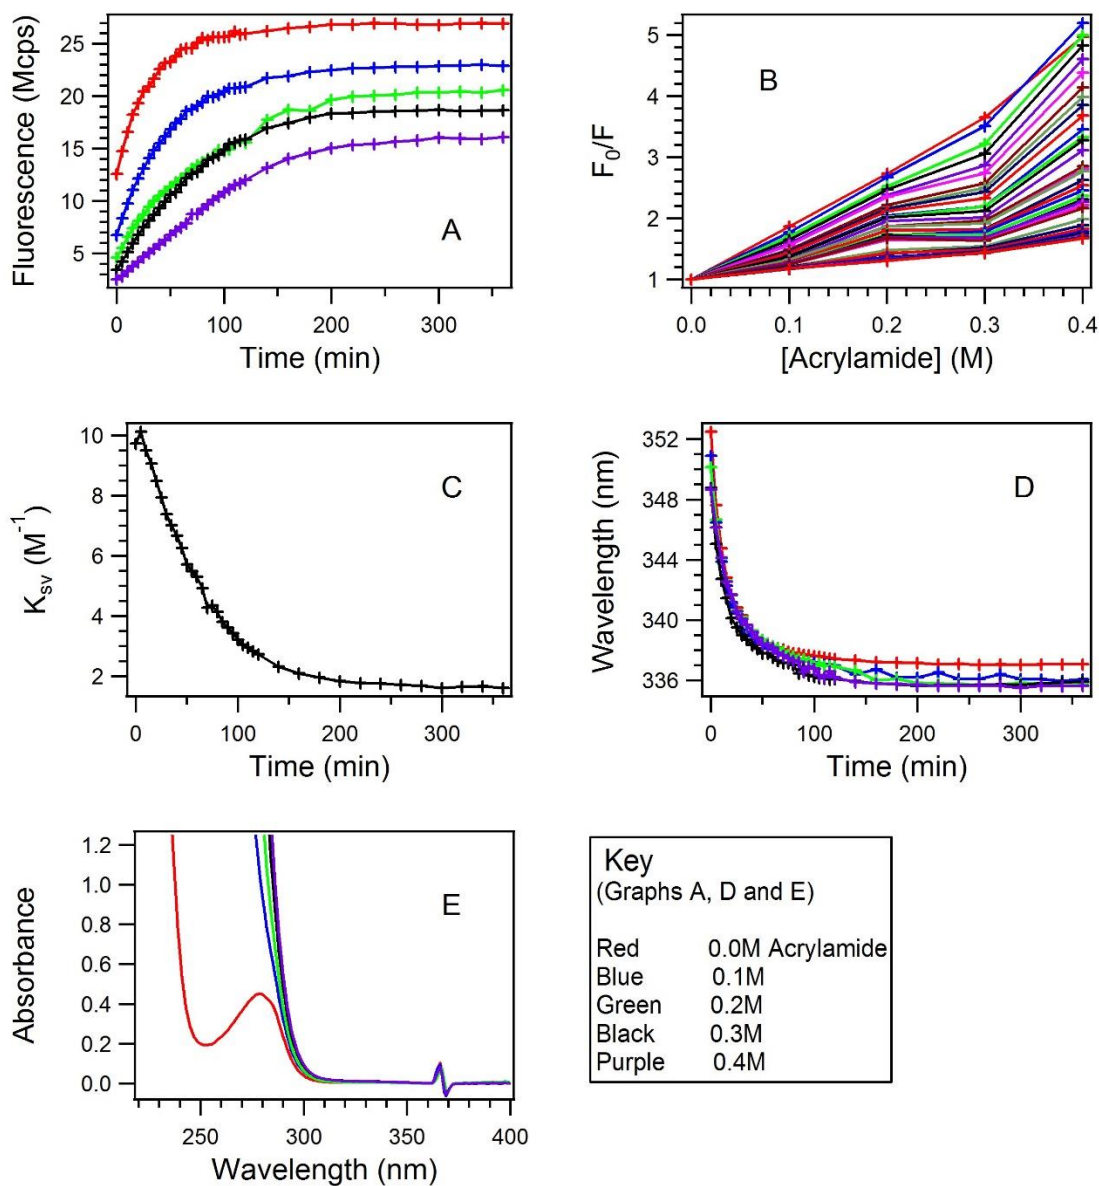 Fluorescence (Mcps)
25
20
15
10
5
A
0 100 200 300
Time (min)
F₀/F
5
4
3
2
1
B
0.0 0.1 0.2 0.3 0.4
[Acrylamide] (M)
Kₛᵥ (M⁻¹)
10
8
6
4
2
C
0 100 200 300
Time (min)
Wavelength (nm)
352
348
344
340
336
D
0 100 200 300
Time (min)
Absorbance
1.2
1.0
0.8
0.6
0.4
0.2
0.0
E
250 300 350 400
Wavelength (nm)
Key
(Graphs A, D and E)
Red 0.0M Acrylamide
Blue 0.1M
Green 0.2M
Black 0.3M
Purple 0.4M